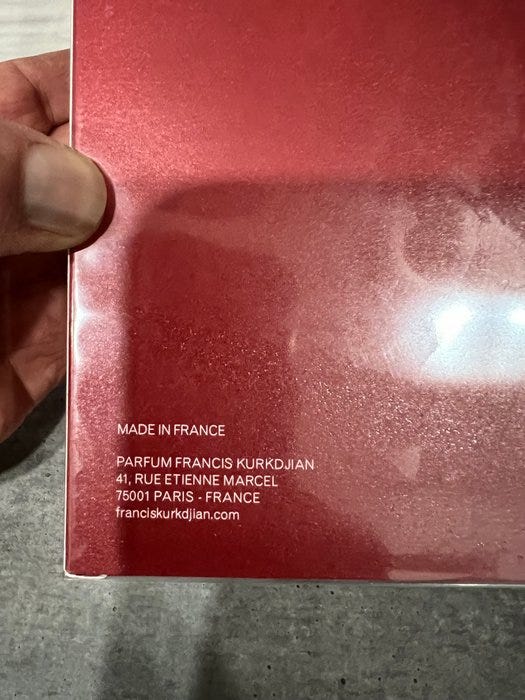 MADE IN FRANCE
PARFUM FRANCIS KURKDJIAN
41, RUE ETIENNE MARCEL
75001 PARIS - FRANCE
franciskurkdjian.com